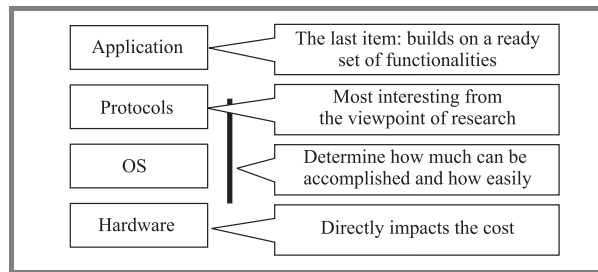 Application
The last item: builds on a ready
set of functionalities
Protocols
Most interesting from
the viewpoint of research
OS
Determine how much can be
accomplished and how easily
Hardware
Directly impacts the cost